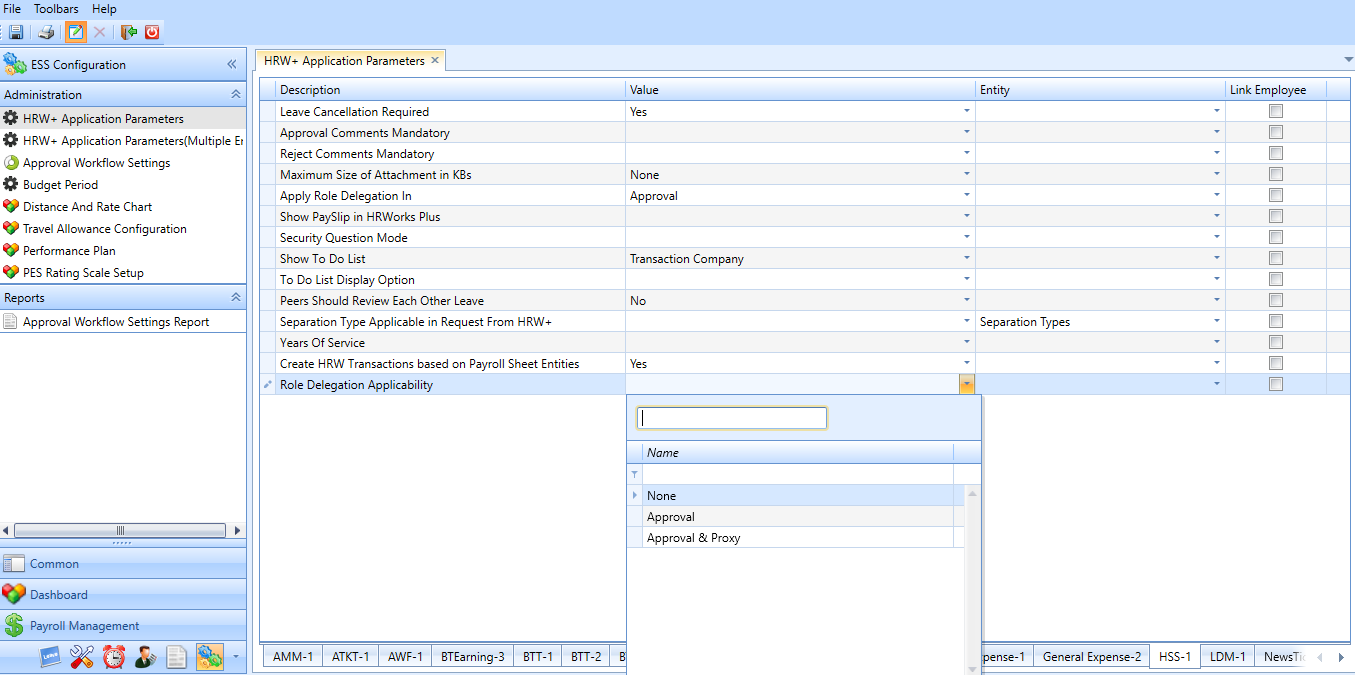 File Toolbars Help
ESS Configuration
Administration
HRW+ Application Parameters
HRW+ Application Parameters(Multiple Er
Approval Workflow Settings
Budget Period
Distance And Rate Chart
Travel Allowance Configuration
Performance Plan
PES Rating Scale Setup
Reports
Approval Workflow Settings Report
Common
Dashboard
Payroll Management
HRW+ Application Parameters
Description Value Entity Link Employee
Leave Cancellation Required Yes
Approval Comments Mandatory
Reject Comments Mandatory
Maximum Size of Attachment in KBs None
Apply Role Delegation In Approval
Show PaySlip in HRWorks Plus
Security Question Mode
Show To Do List Transaction Company
To Do List Display Option
Peers Should Review Each Other Leave No
Separation Type Applicable in Request From HRW+ Separation Types
Years Of Service
Create HRW Transactions based on Payroll Sheet Entities Yes
Role Delegation Applicability
Name
None
Approval
Approval & Proxy
AMM-1 ATKT-1 AWF-1 BTEarning-3 BTT-1 BTT-2 B pense-1 General Expense-2 HSS-1 LDM-1 NewsTic